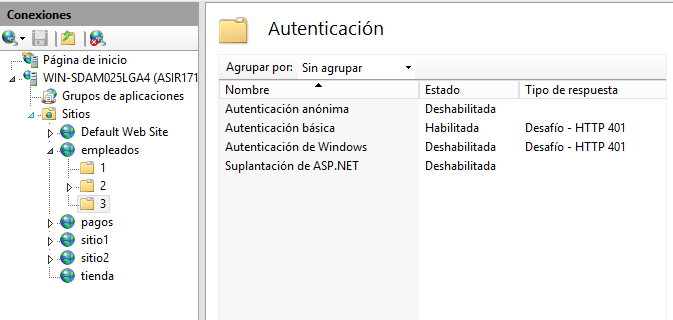 Conexiones
Página de inicio
WIN-SDAM025LGA4 (ASIR171
Grupos de aplicaciones
Sitios
Default Web Site
empleados
1
2
3
pagos
sitio1
sitio2
tienda
Autenticación
Agrupar por: Sin agrupar
Nombre Estado Tipo de respuesta
Autenticación anónima Deshabilitada
Autenticación básica Habilitada Desafío - HTTP 401
Autenticación de Windows Deshabilitada Desafío - HTTP 401
Suplantación de ASP.NET Deshabilitada